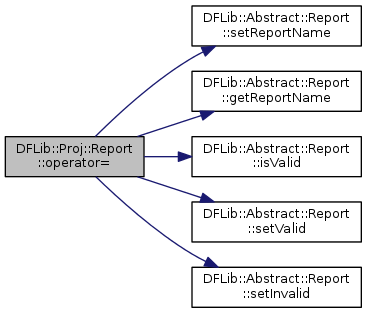 DFLib::Abstract::Report
::setReportName
DFLib::Abstract::Report
::getReportName
DFLib::Proj::Report
::operator=
DFLib::Abstract::Report
::isValid
DFLib::Abstract::Report
::setValid
DFLib::Abstract::Report
::setInvalid